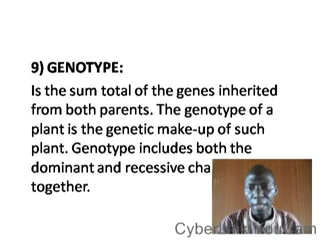 9) GENOTYPE:
Is the sum total of the genes inherited
from both parents. The genotype of a
plant is the genetic make-up of such
plant. Genotype includes both the
dominant and recessive cha
together.